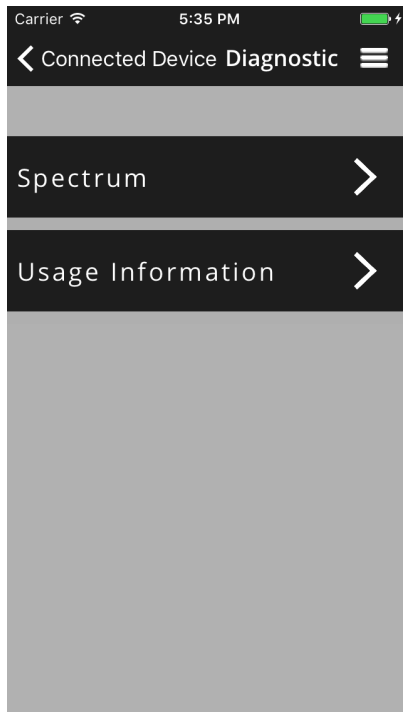 Carrier 5:35 PM
Connected Device Diagnostic
Spectrum
Usage Information